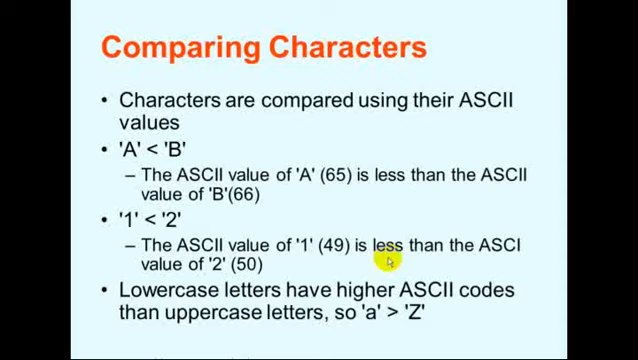 Comparing Characters
• Characters are compared using their ASCII
values
• 'A' < 'B'
– The ASCII value of 'A' (65) is less than the ASCII
value of 'B'(66)
• '1' < '2'
– The ASCII value of '1' (49) is less than the ASCI
value of '2' (50)
• Lowercase letters have higher ASCII codes
than uppercase letters, so 'a' > 'Z'